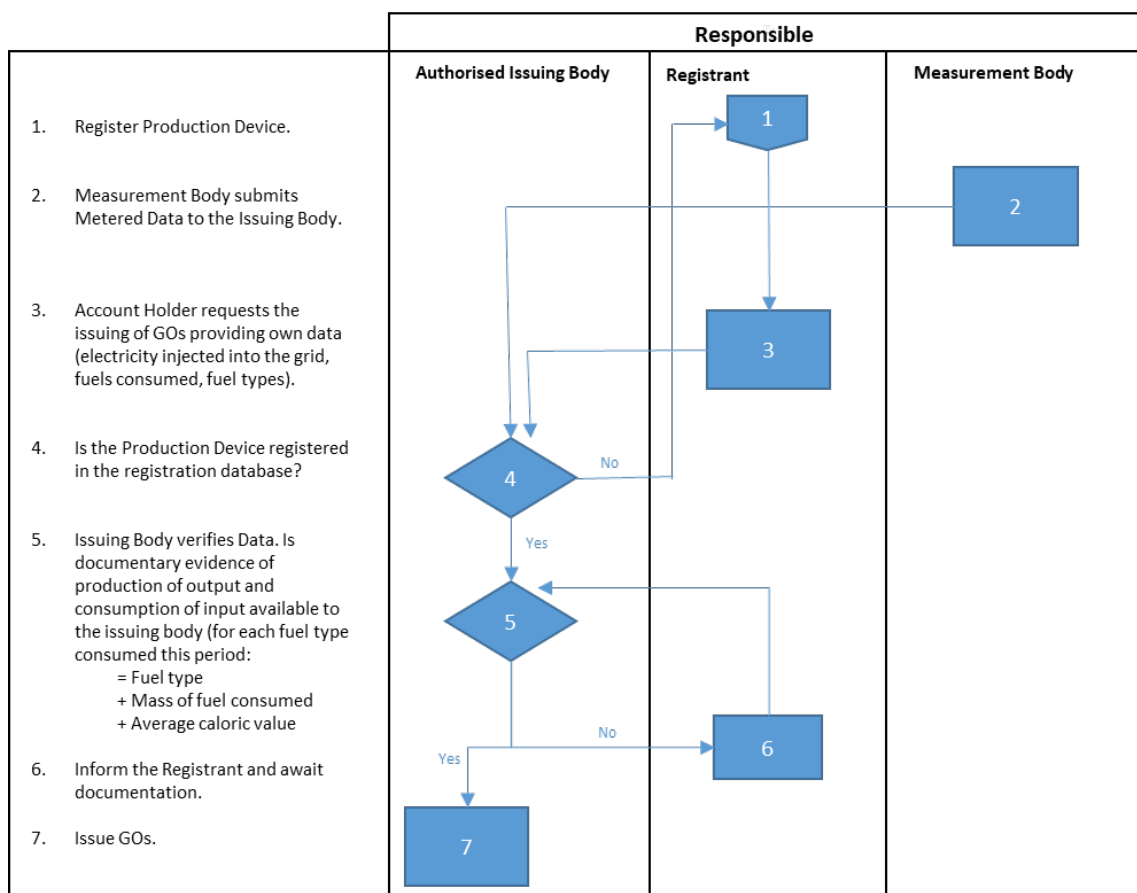 Responsible
Authorised Issuing Body
Registrant
Measurement Body
1. Register Production Device.
2. Measurement Body submits
Metered Data to the Issuing Body.
3. Account Holder requests the
issuing of GOs providing own data
(electricity injected into the grid,
fuels consumed, fuel types).
4. Is the Production Device registered
in the registration database?
5. Issuing Body verifies Data. Is
documentary evidence of
production of output and
consumption of input available to
the issuing body (for each fuel type
consumed this period:
= Fuel type
+ Mass of fuel consumed
+ Average caloric value
6. Inform the Registrant and await
documentation.
7. Issue GOs.
1
2
3
4
No
Yes
5
No
6
Yes
7